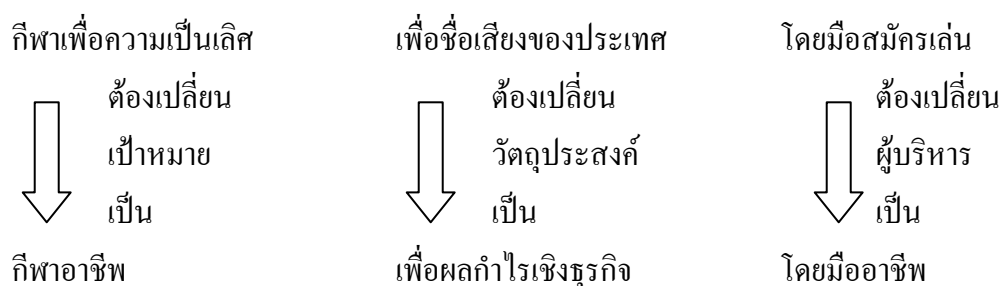 กีฬาเพื่อความเป็นเลิศ เพื่อชื่อเสียงของประเทศ โดยมือสมัครเล่น
ต้องเปลี่ยน ต้องเปลี่ยน ต้องเปลี่ยน
เป้าหมาย วัตถุประสงค์ ผู้บริหาร
เป็น เป็น เป็น
กีฬาอาชีพ เพื่อผลกำไรเชิงธุรกิจ โดยมืออาชีพ